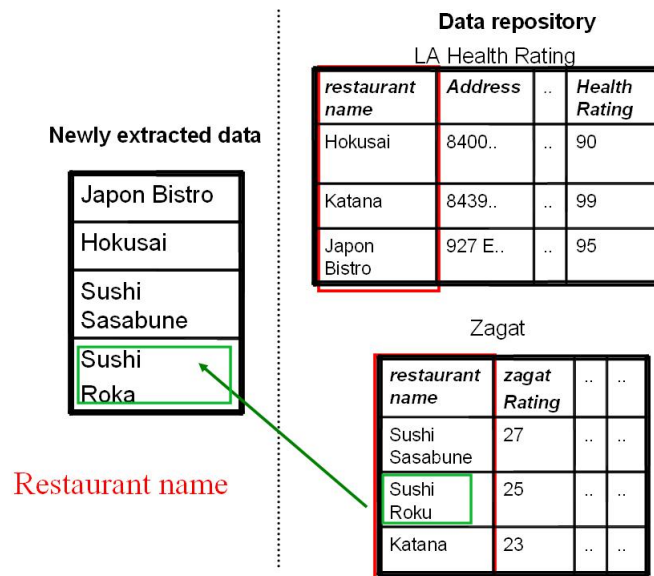 Data repository
LA Health Rating
restaurant name Address .. Health Rating
Hokusai 8400.. .. 90
Katana 8439.. .. 99
Japon Bistro 927 E.. .. 95
Newly extracted data
Japon Bistro
Hokusai
Sushi
Sasabune
Sushi
Roka
Restaurant name
Zagat
restaurant name zagat Rating .. ..
Sushi Sasabune 27 .. ..
Sushi Roku 25 .. ..
Katana 23 .. ..